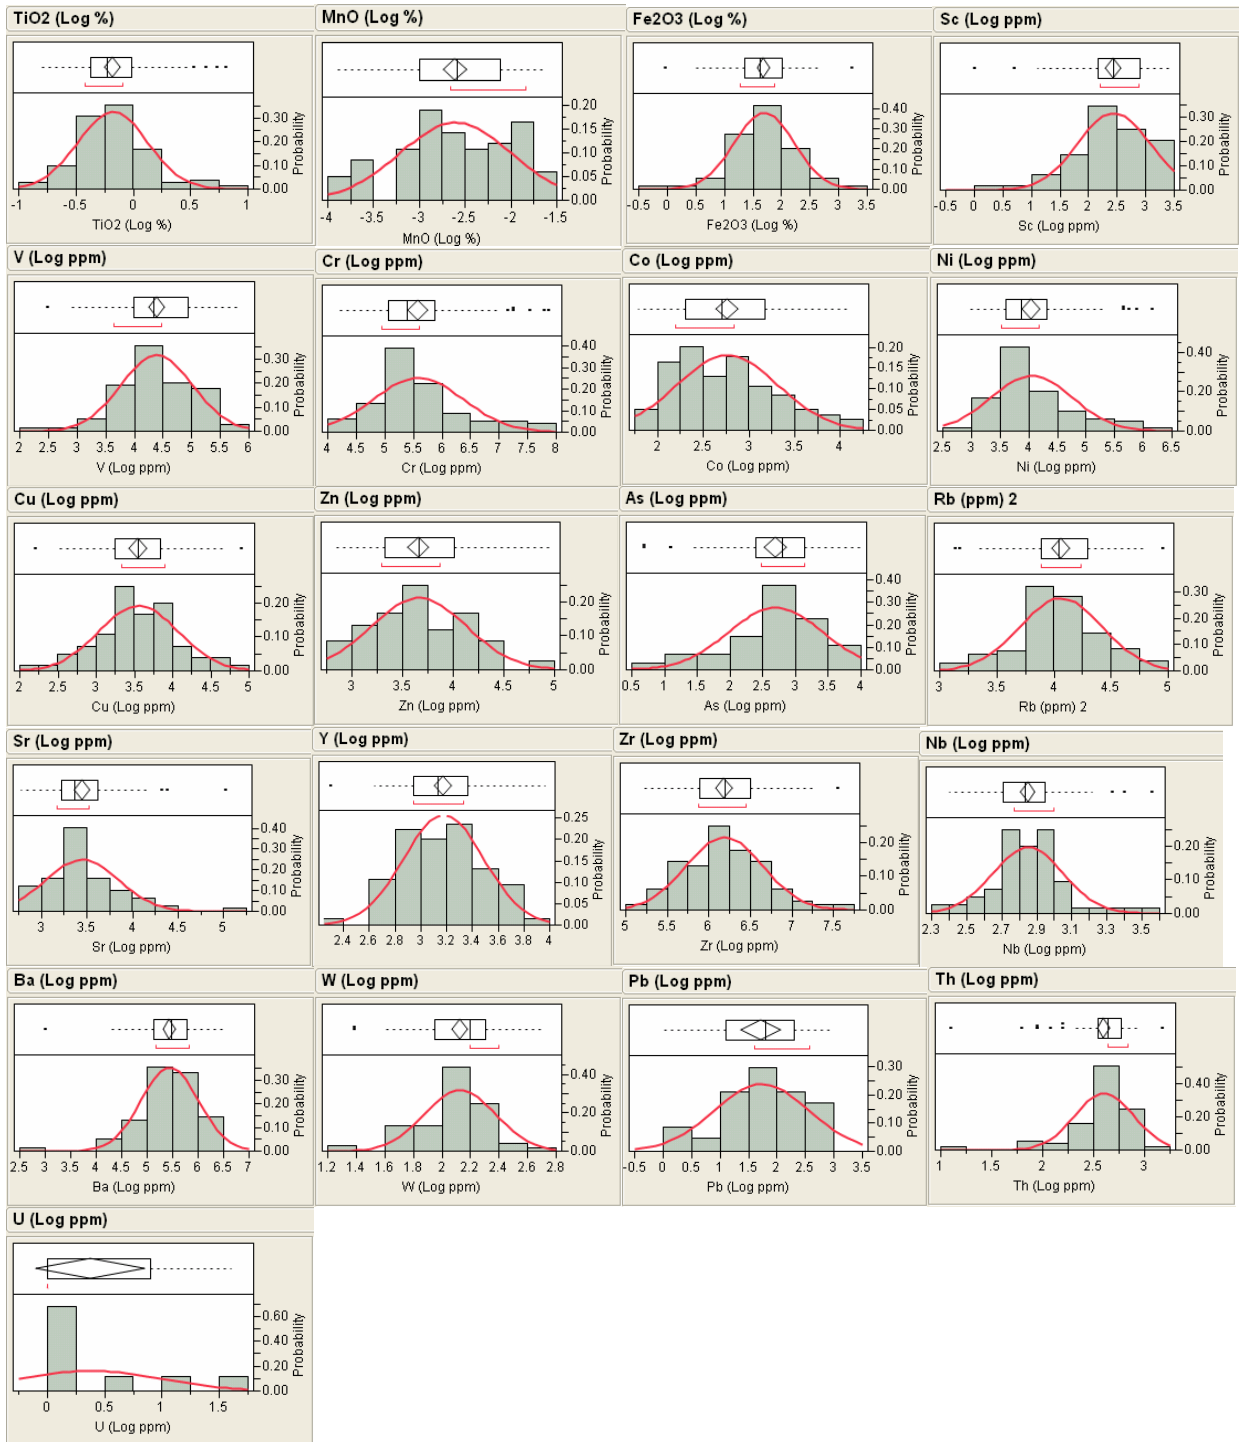 TiO2 (Log %)
0.30
0.20
0.10
0.00
Probability
-1 -0.5 0 0.5 1
TiO2 (Log %)
MnO (Log %)
0.20
0.15
0.10
0.05
0.00
Probability
-4 -3.5 -3 -2.5 -2 -1.5
MnO (Log %)
Fe2O3 (Log %)
0.40
0.30
0.20
0.10
0.00
Probability
-0.5 0 0.5 1 1.5 2 2.5 3 3.5
Fe2O3 (Log %)
Sc (Log ppm)
0.30
0.20
0.10
0.00
Probability
-0.5 0 0.5 1 1.5 2 2.5 3 3.5
Sc (Log ppm)
V (Log ppm)
0.30
0.20
0.10
0.00
Probability
2 2.5 3 3.5 4 4.5 5 5.5 6
V (Log ppm)
Cr (Log ppm)
0.40
0.30
0.20
0.10
0.00
Probability
4 4.5 5 5.5 6 6.5 7 7.5 8
Cr (Log ppm)
Co (Log ppm)
0.20
0.15
0.10
0.05
0.00
Probability
2 2.5 3 3.5 4
Co (Log ppm)
Ni (Log ppm)
0.40
0.20
0.00
Probability
2.5 3 3.5 4 4.5 5 5.5 6 6.5
Ni (Log ppm)
Cu (Log ppm)
0.20
0.10
0.00
Probability
2 2.5 3 3.5 4 4.5 5
Cu (Log ppm)
Zn (Log ppm)
0.20
0.10
0.00
Probability
3 3.5 4 4.5 5
Zn (Log ppm)
As (Log ppm)
0.40
0.30
0.20
0.10
0.00
Probability
0.5 1 1.5 2 2.5 3 3.5 4
As (Log ppm)
Rb (ppm) 2
0.30
0.20
0.10
0.00
Probability
3 3.5 4 4.5 5
Rb (ppm) 2
Sr (Log ppm)
0.40
0.30
0.20
0.10
0.00
Probability
3 3.5 4 4.5 5
Sr (Log ppm)
Y (Log ppm)
0.25
0.20
0.15
0.10
0.05
0.00
Probability
2.4 2.6 2.8 3 3.2 3.4 3.6 3.8 4
Y (Log ppm)
Zr (Log ppm)
0.20
0.10
0.00
Probability
5 5.5 6 6.5 7 7.5
Zr (Log ppm)
Nb (Log ppm)
0.20
0.10
0.00
Probability
2.3 2.5 2.7 2.9 3.1 3.3 3.5
Nb (Log ppm)
Ba (Log ppm)
0.30
0.20
0.10
0.00
Probability
2.5 3 3.5 4 4.5 5 5.5 6 6.5 7
Ba (Log ppm)
W (Log ppm)
0.40
0.30
0.20
0.10
0.00
Probability
1.2 1.4 1.6 1.8 2 2.2 2.4 2.6 2.8
W (Log ppm)
Pb (Log ppm)
0.30
0.20
0.10
0.00
Probability
-0.5 0 0.5 1 1.5 2 2.5 3 3.5
Pb (Log ppm)
Th (Log ppm)
0.40
0.20
0.00
Probability
1 1.5 2 2.5 3
Th (Log ppm)
U (Log ppm)
0.60
0.40
0.20
0.00
Probability
0 0.5 1 1.5
U (Log ppm)